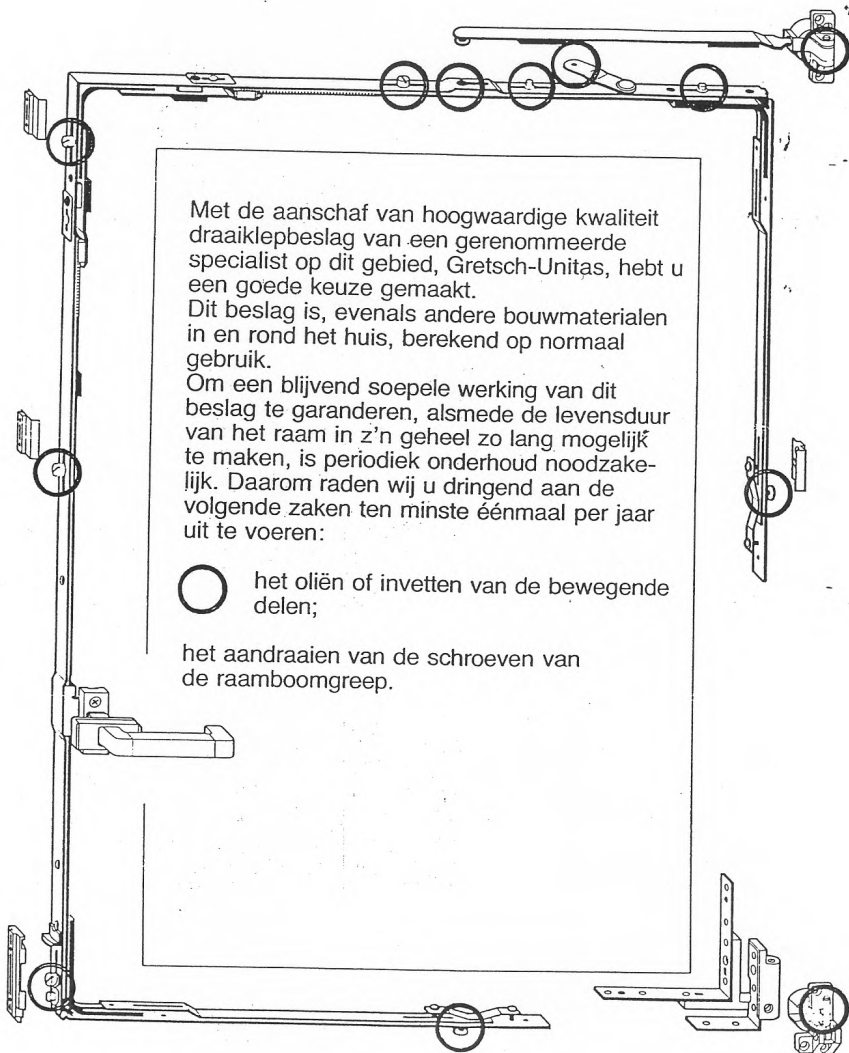 Met de aanschaf van hoogwaardige kwaliteit
draaiklepbeslag van een gerenommeerde
specialist op dit gebied, Gretsch-Unitas, hebt u
een goede keuze gemaakt.
Dit beslag is, evenals andere bouwmaterialen
in en rond het huis, berekend op normaal
gebruik.
Om een blijvend soepele werking van dit
beslag te garanderen, alsmede de levensduur
van het raam in z'n geheel zo lang mogelijk
te maken, is periodiek onderhoud noodzake-
lijk. Daarom raden wij u dringend aan de
volgende zaken ten minste éénmaal per jaar
uit te voeren:
het oliën of invetten van de bewegende
delen;
het aandraaien van de schroeven van
de raamboomgreep.